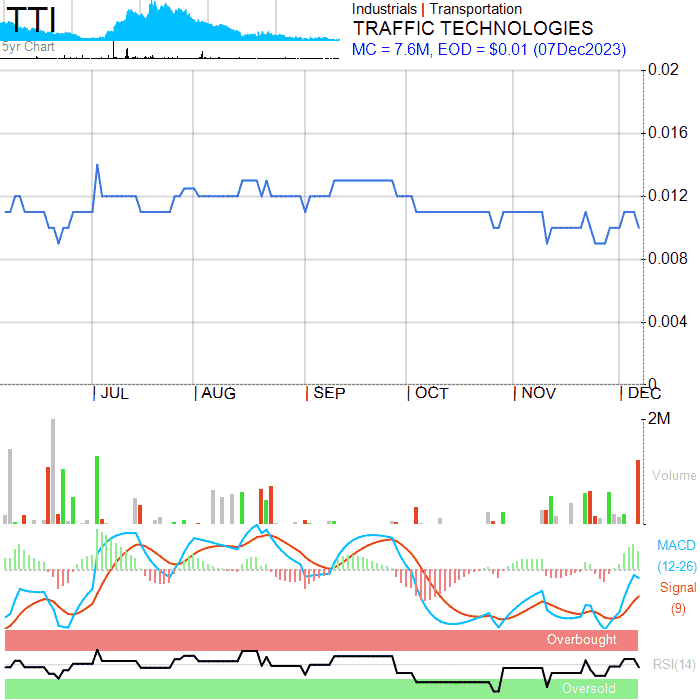 TTI
5yr Chart
Industrials | Transportation
TRAFFIC TECHNOLOGIES
MC = 7.6M, EOD = $0.01 (07Dec2023)
0.02
0.016
0.012
0.008
0.004
0
JUL AUG SEP OCT NOV DEC
2M
Volume
MACD
(12-26)
Signal
(9)
Overbought
RSI(14)
Oversold